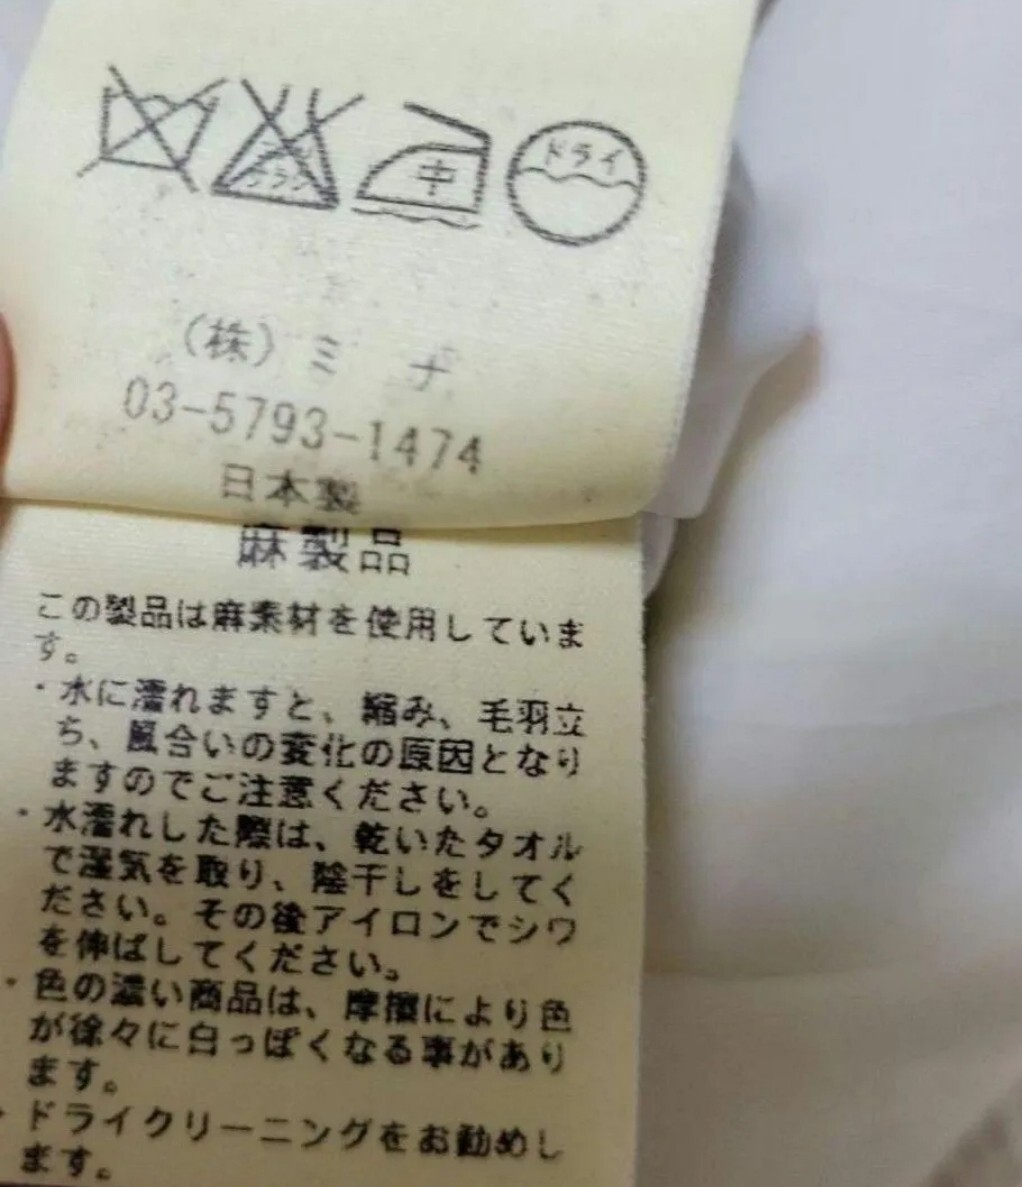 中
ドライ
(株) ミ ナ
03-5793-1474
日本製
麻製品
この製品は麻素材を使用していま
す。
・水に濡れますと、縮み、毛羽立
ち、風合いの変化の原因となり
ますのでご注意ください。
・水濡れした際は、乾いたタオル
で湿気を取り、陰干しをしてく
ださい。その後アイロンでシワ
を伸ばしてください。
・色の濃い商品は、摩擦により色
が徐々に白っぽくなる事があり
ます。
・ドライクリーニングをお勧めし
ます。